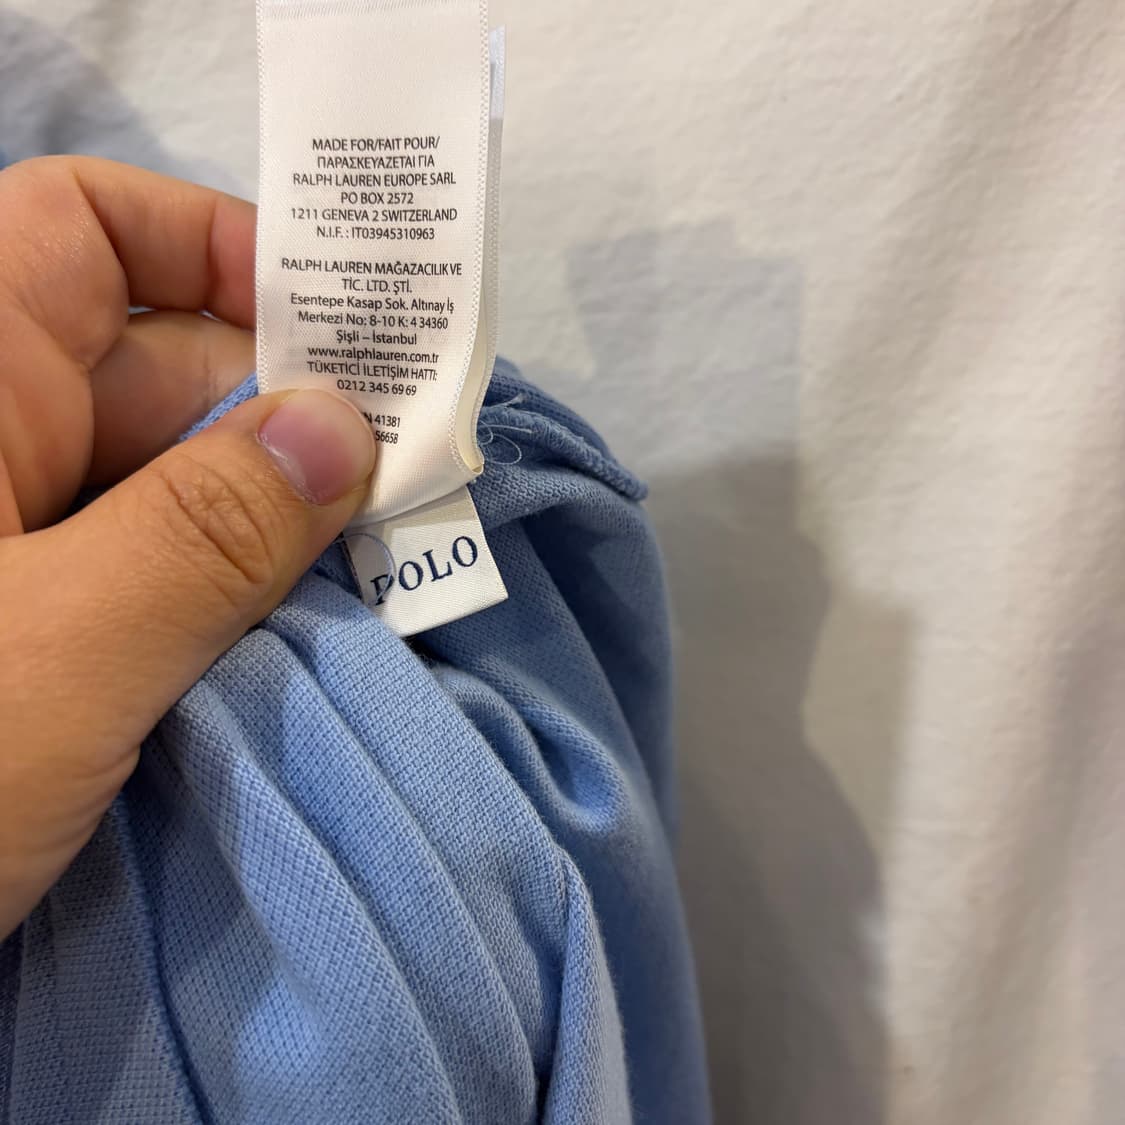 MADE FOR/FAIT POUR/
ΠΑΡΑΣΚΕΥΑΖΕΤΑΙ ΓΙΑ
RALPH LAUREN EUROPE SARL
PO BOX 2572
1211 GENEVA 2 SWITZERLAND
N.I.F. : IT03945310963
RALPH LAUREN MAĞAZACILIK VE
TİC. LTD. ŞTİ.
Esentepe Kasap Sok. Altınay İş
Merkezi No: 8-10 K: 4 34360
Şişli – İstanbul
www.ralphlauren.com.tr
TÜKETİCİ İLETİŞİM HATTI:
0212 345 69 69
N 41381
56658
POLO